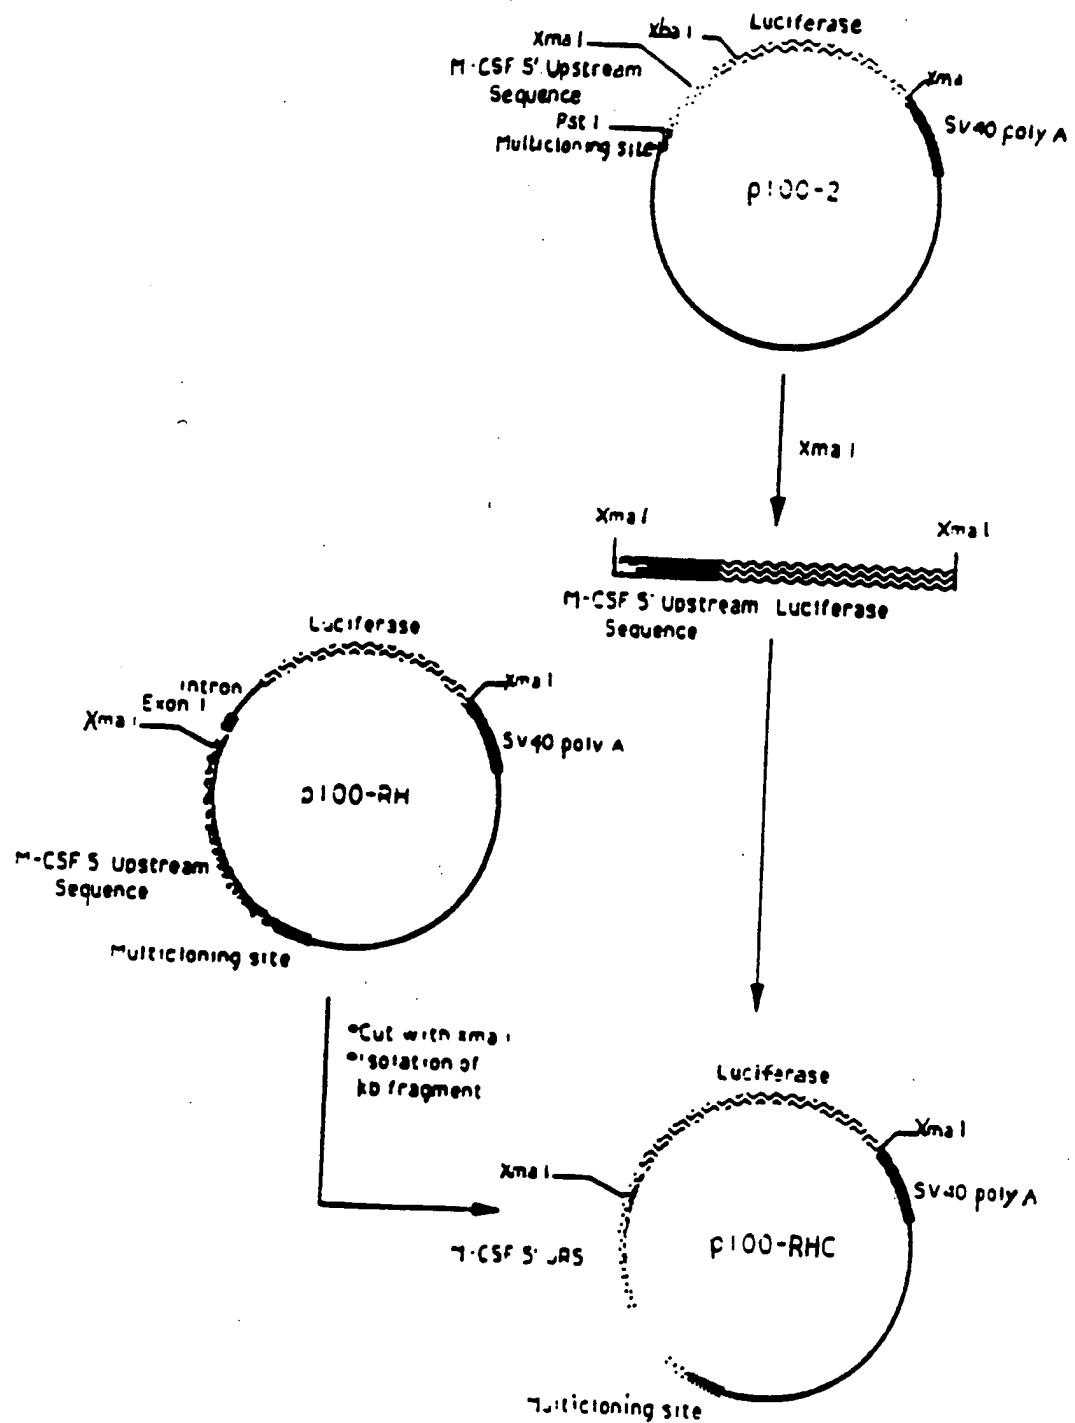 Luciferase
Xba I
Xma I
M-CSF 5' Upstream
Sequence
Xma
Pst I
Multicloning site
SV40 poly A
p100-2
Xma I
Xma I
Xma I
M-CSF 5' Upstream Luciferase
Sequence
Luciferase
Intron
Exon I
Xma I
Xma I
SV40 poly A
p100-RH
M-CSF 5' Upstream
Sequence
Multicloning site
Cut with Xma I
Isolation of
kb fragment
Luciferase
Xma I
Xma I
SV40 poly A
p100-RHC
M-CSF 5' URS
Multicloning site